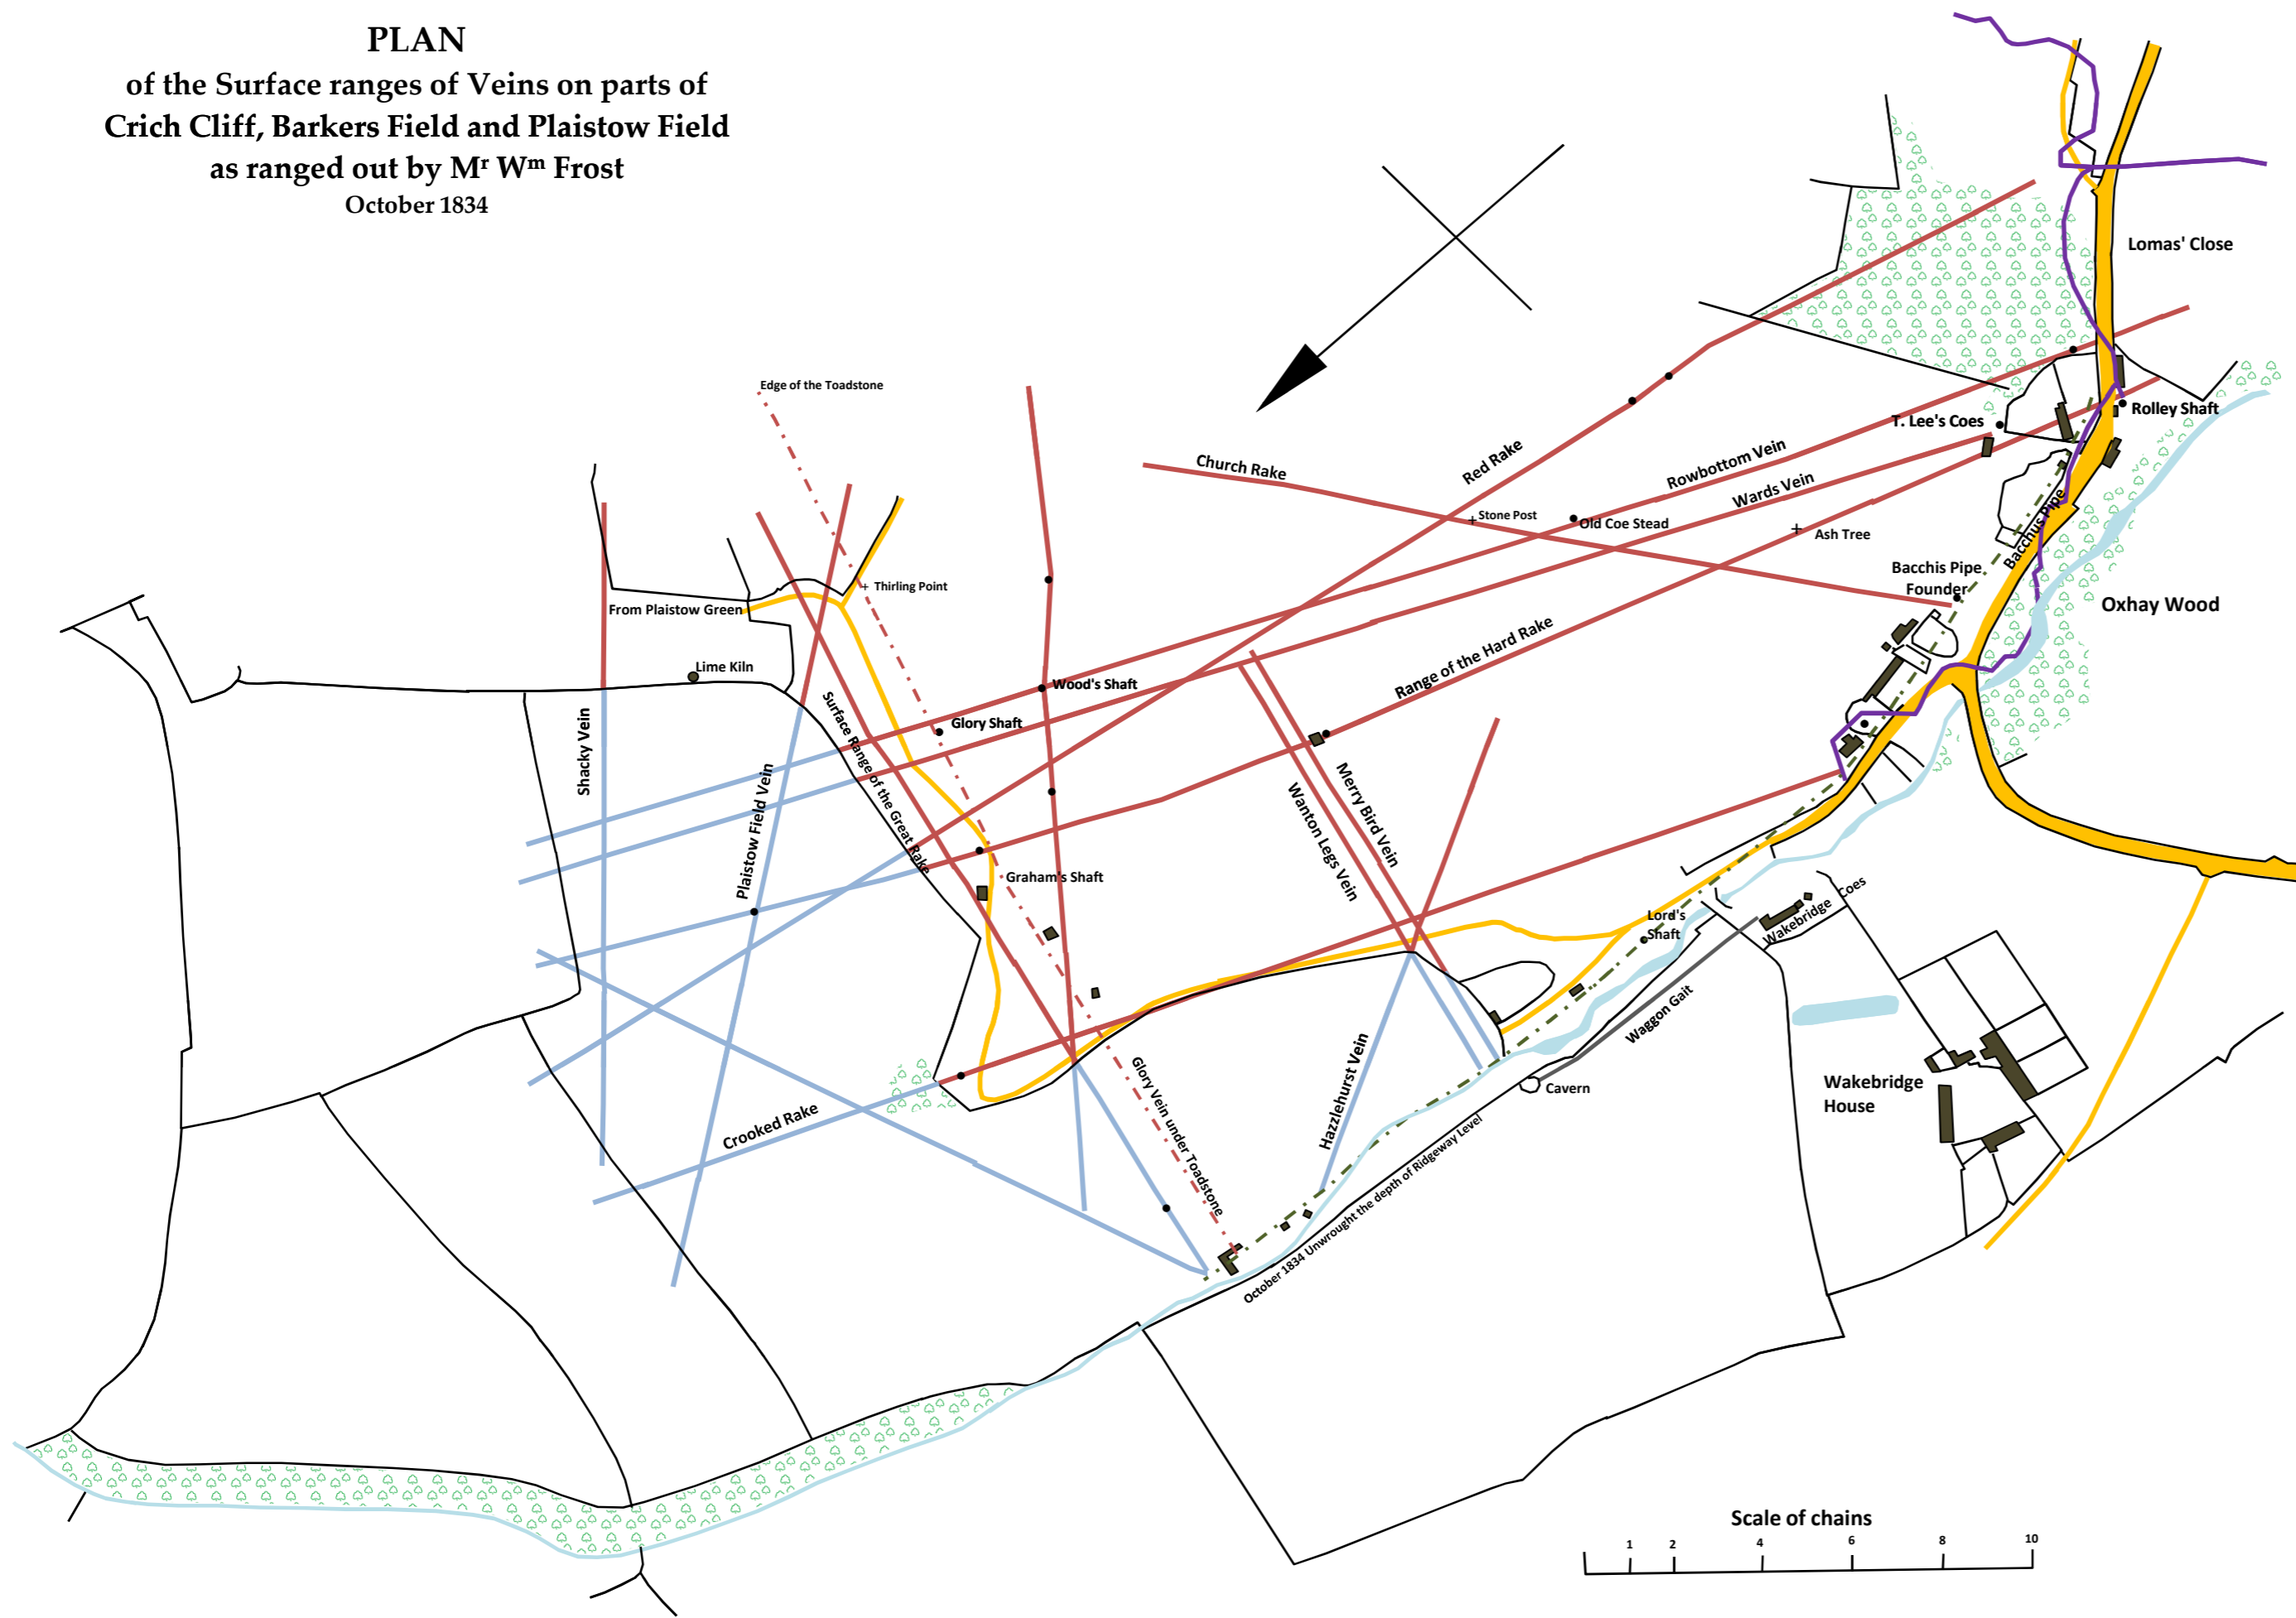 PLAN
of the Surface ranges of Veins on parts of
Crich Cliff, Barkers Field and Plaistow Field
as ranged out by Mʳ Wᵐ Frost
October 1834
Lomas' Close
Edge of the Toadstone
Rolley Shaft
T. Lee's Coes
Church Rake
Red Rake
Rowbottom Vein
Wards Vein
Stone Post
Old Coe Stead
Ash Tree
Bacchus Pipe
Bacchis Pipe
Founder
Oxhay Wood
Thirling Point
From Plaistow Green
Lime Kiln
Wood's Shaft
Glory Shaft
Range of the Hard Rake
Shacky Vein
Surface Range of the Great Rake
Plaistow Field Vein
Merry Bird Vein
Wanton Legs Vein
Graham's Shaft
Lord's
Shaft
Wakebridge Coes
Waggon Gait
Hazzlehurst Vein
Glory Vein under Toadstone
Cavern
Wakebridge
House
Crooked Rake
October 1834 Unwrought the depth of Ridgeway Level
Scale of chains
1 2 4 6 8 10